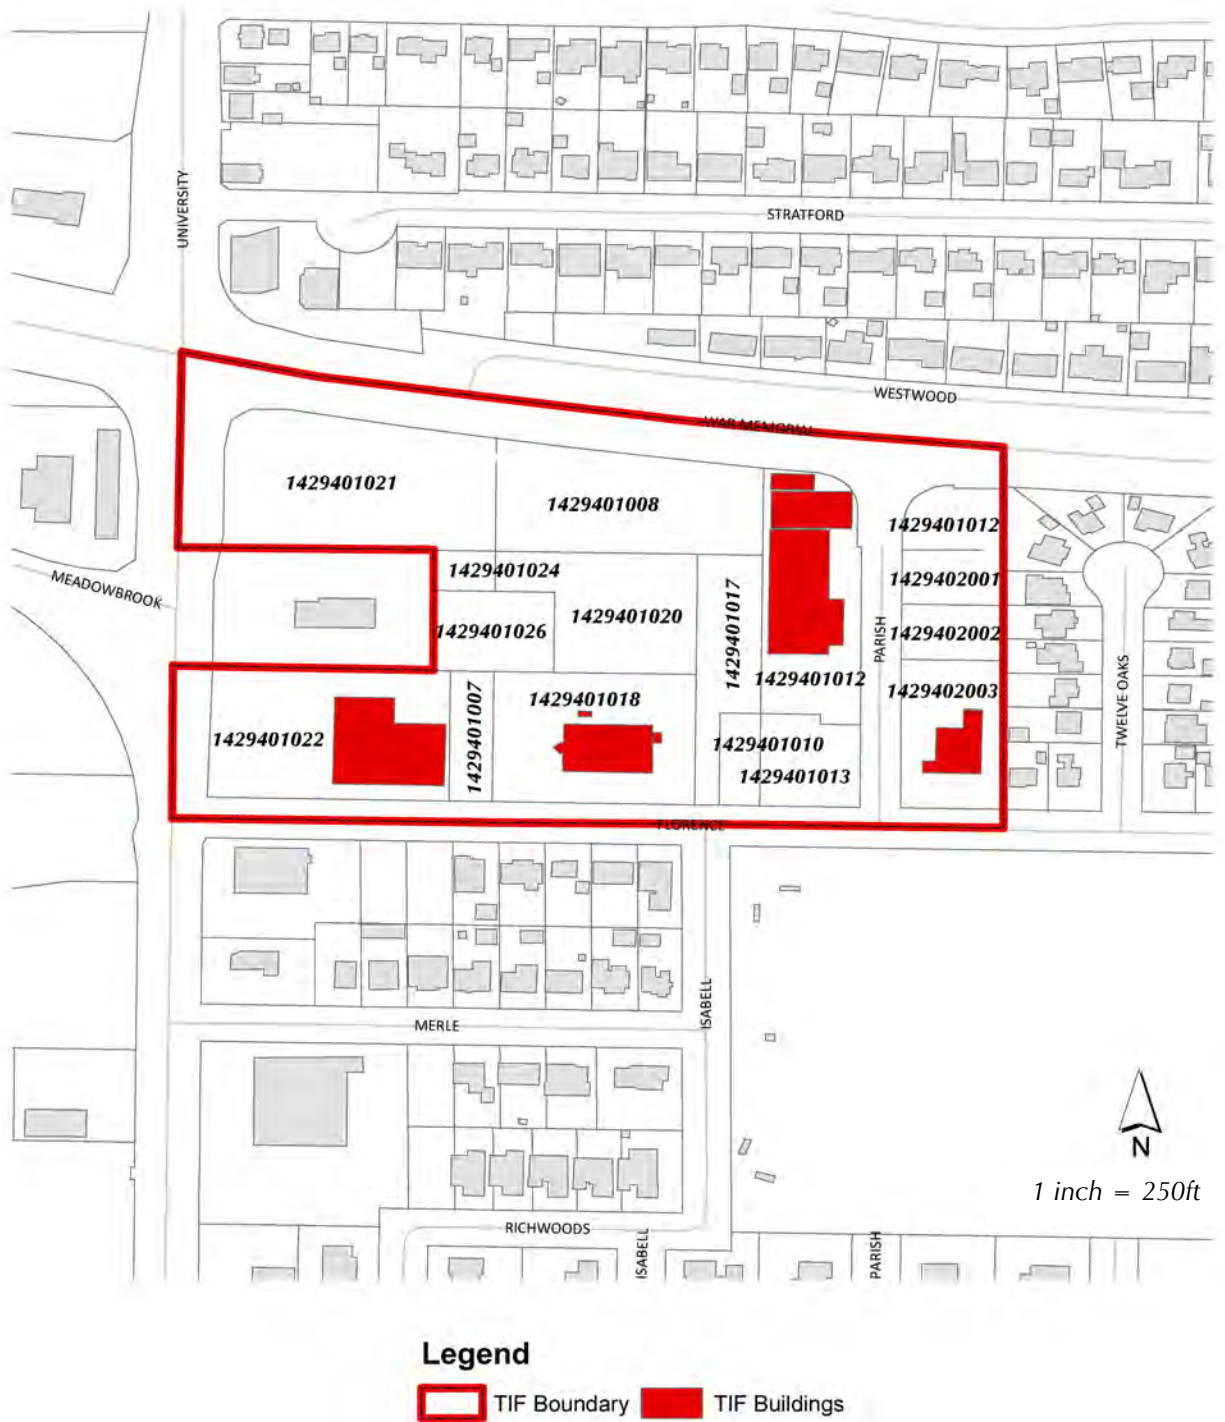 STRATFORD
UNIVERSITY
WESTWOOD
WAR MEMORIAL
1429401021
1429401008
1429401012
MEADOWBROOK
1429401024
1429402001
1429401017
1429401020
1429401026
1429402002
PARISH
1429401012
1429402003
TWELVE OAKS
1429401007
1429401018
1429401022
1429401010
1429401013
FLORENCE
ISABELL
MERLE
N
1 inch = 250ft
RICHWOODS
ISABELL
PARISH
Legend
TIF Boundary
TIF Buildings